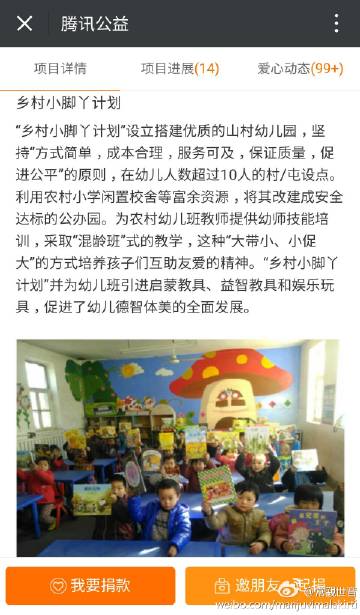 腾讯公益
项目详情 项目进展(14) 爱心动态(99+)
乡村小脚丫计划
“乡村小脚丫计划”设立搭建优质的山村幼儿园，坚
持“方式简单，成本合理，服务可及，保证质量，促
进公平”的原则，在幼儿人数超过10人的村/屯设点。
利用农村小学闲置校舍等富余资源，将其改建成安全
达标的公办园。为农村幼儿班教师提供幼师技能培
训，采取“混龄班”式的教学，这种“大带小、小促
大”的方式培养孩子们互助友爱的精神。“乡村小脚丫
计划”并为幼儿班引进启蒙教具、益智教具和娱乐玩
具，促进了幼儿德智体美的全面发展。
我要捐款
邀朋友一起捐